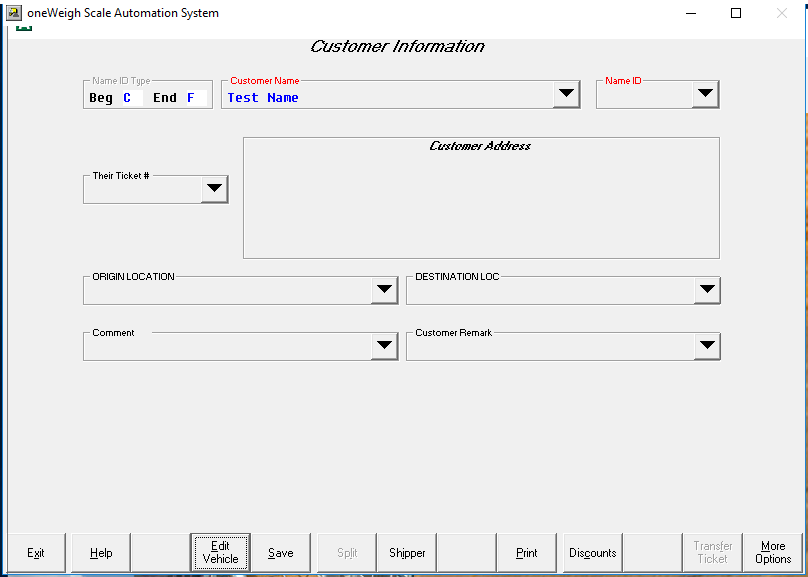 oneWeigh Scale Automation System
Customer Information
Name ID Type
Customer Name
Name ID
Beg C End F
Test Name
Customer Address
Their Ticket #
ORIGIN LOCATION
DESTINATION LOC
Comment
Customer Remark
Exit
Help
Edit
Vehicle
Save
Split
Shipper
Print
Discounts
Transfer
Ticket
More
Options